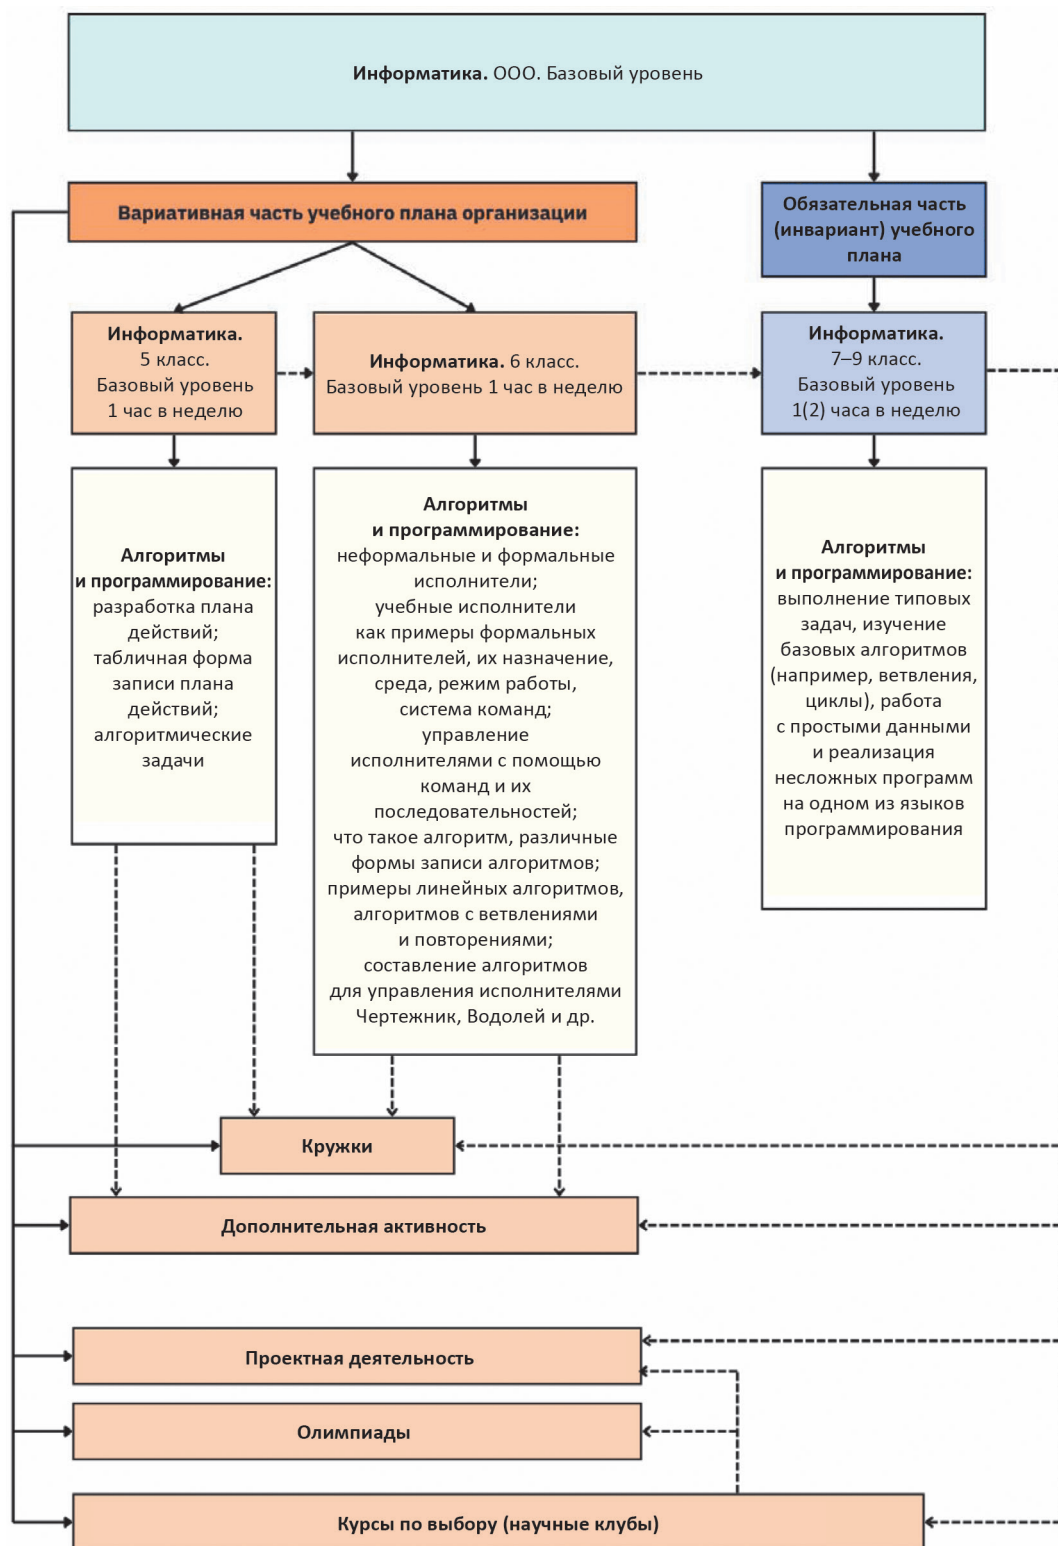 Информатика. ООО. Базовый уровень
Вариативная часть учебного плана организации
Обязательная часть
(инвариант) учебного
плана
Информатика.
5 класс.
Базовый уровень
1 час в неделю
Информатика. 6 класс.
Базовый уровень 1 час в неделю
Информатика.
7–9 класс.
Базовый уровень
1(2) часа в неделю
Алгоритмы
и программирование:
разработка плана
действий;
табличная форма
записи плана
действий;
алгоритмические
задачи
Алгоритмы
и программирование:
неформальные и формальные
исполнители;
учебные исполнители
как примеры формальных
исполнителей, их назначение,
среда, режим работы,
система команд;
управление
исполнителями с помощью
команд и их
последовательностей;
что такое алгоритм, различные
формы записи алгоритмов;
примеры линейных алгоритмов,
алгоритмов с ветвлениями
и повторениями;
составление алгоритмов
для управления исполнителями
Чертежник, Водолей и др.
Алгоритмы
и программирование:
выполнение типовых
задач, изучение
базовых алгоритмов
(например, ветвления,
циклы), работа
с простыми данными
и реализация
несложных программ
на одном из языков
программирования
Кружки
Дополнительная активность
Проектная деятельность
Олимпиады
Курсы по выбору (научные клубы)